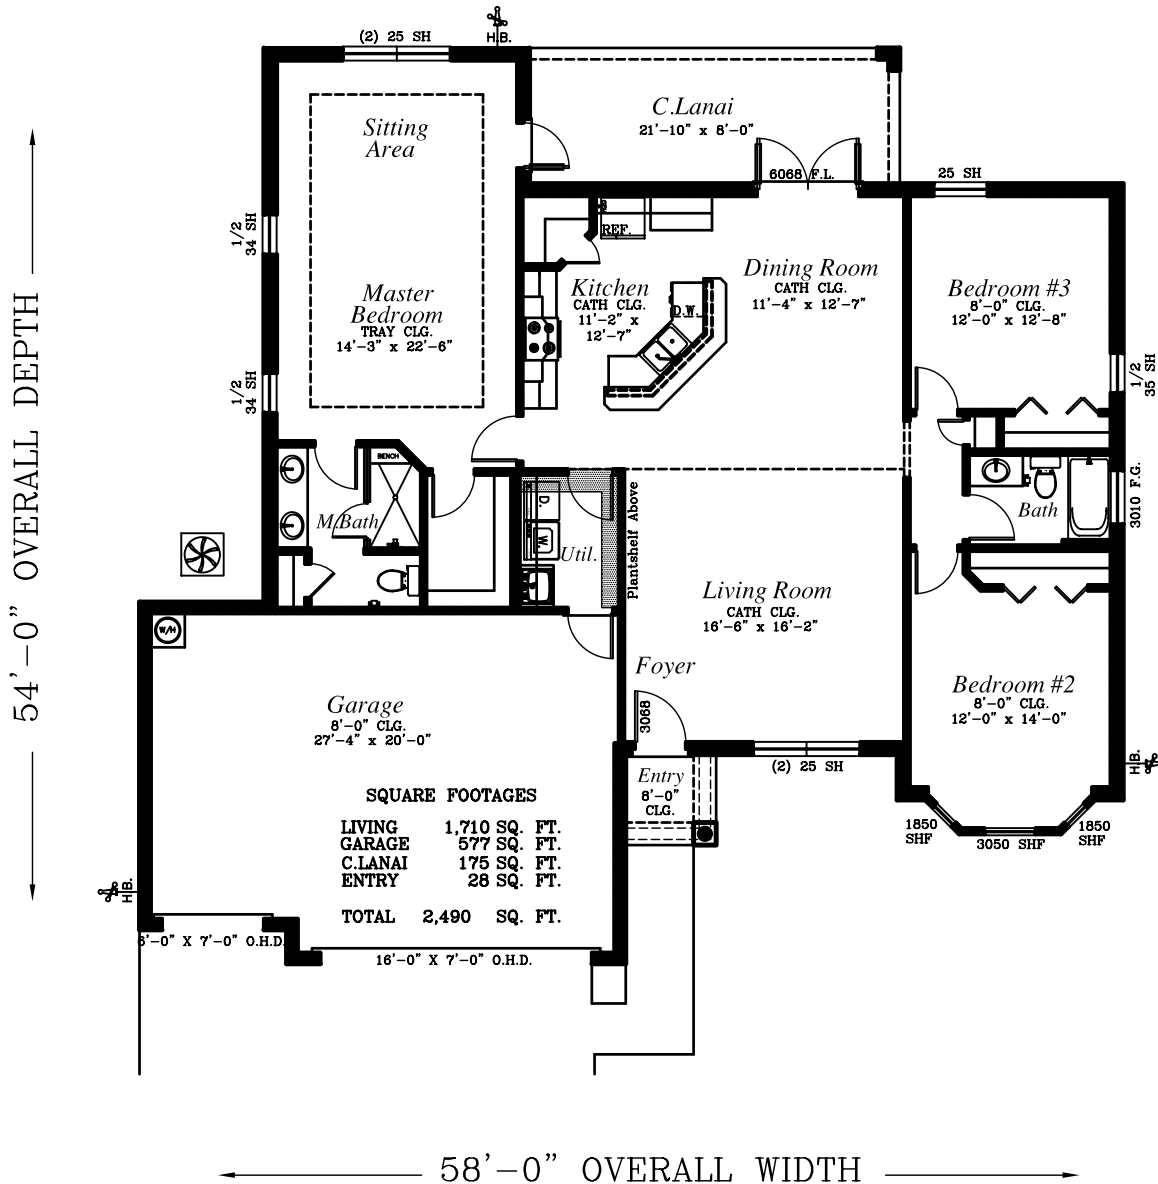 (2) 25 SH
H.B.
C.Lanai
21'-10" x 8'-0"
Sitting
Area
6068 F.L.
25 SH
1/2
34 SH
REF.
Kitchen
CATH CLG.
11'-2" x
12'-7"
D.W.
Dining Room
CATH CLG.
11'-4" x 12'-7"
Bedroom #3
8'-0" CLG.
12'-0" x 12'-8"
Master
Bedroom
TRAY CLG.
14'-3" x 22'-6"
1/2
34 SH
1/2
35 SH
54'-0" OVERALL DEPTH
BENCH
M.Bath
D.
W.
Util.
Plantshelf Above
Bath
3010 F.G.
Living Room
CATH CLG.
16'-6" x 16'-2"
W/H
Foyer
3068
Bedroom #2
8'-0" CLG.
12'-0" x 14'-0"
Garage
8'-0" CLG.
27'-4" x 20'-0"
(2) 25 SH
H.B.
Entry
8'-0"
CLG.
SQUARE FOOTAGES
LIVING 1,710 SQ. FT.
GARAGE 577 SQ. FT.
C.LANAI 175 SQ. FT.
ENTRY 28 SQ. FT.
TOTAL 2,490 SQ. FT.
1850
SHF
3050 SHF
1850
SHF
H.B.
6'-0" X 7'-0" O.H.D.
16'-0" X 7'-0" O.H.D.
58'-0" OVERALL WIDTH